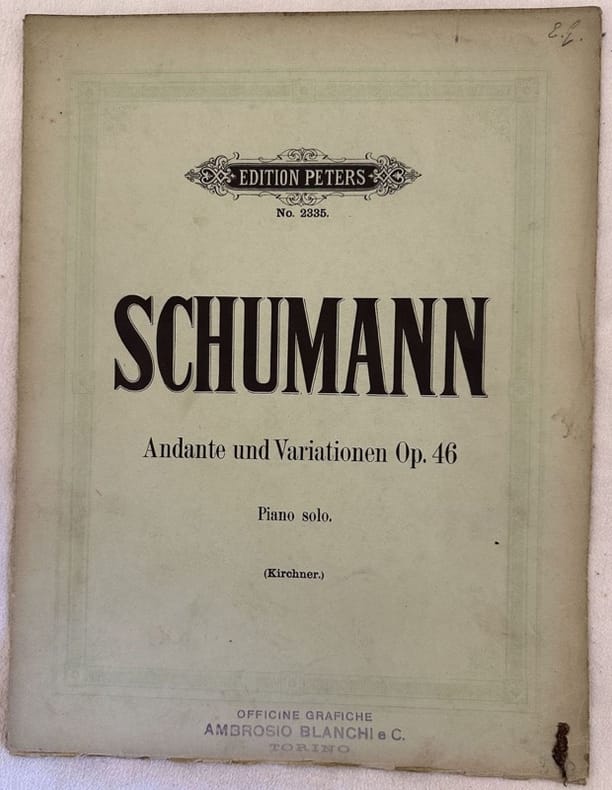 EDITION PETERS
No. 2335.
SCHUMANN
Andante und Variationen Op. 46
Piano solo.
(Kirchner.)
OFFICINE GRAFICHE
AMBROSIO BLANCHI e C.
TORINO